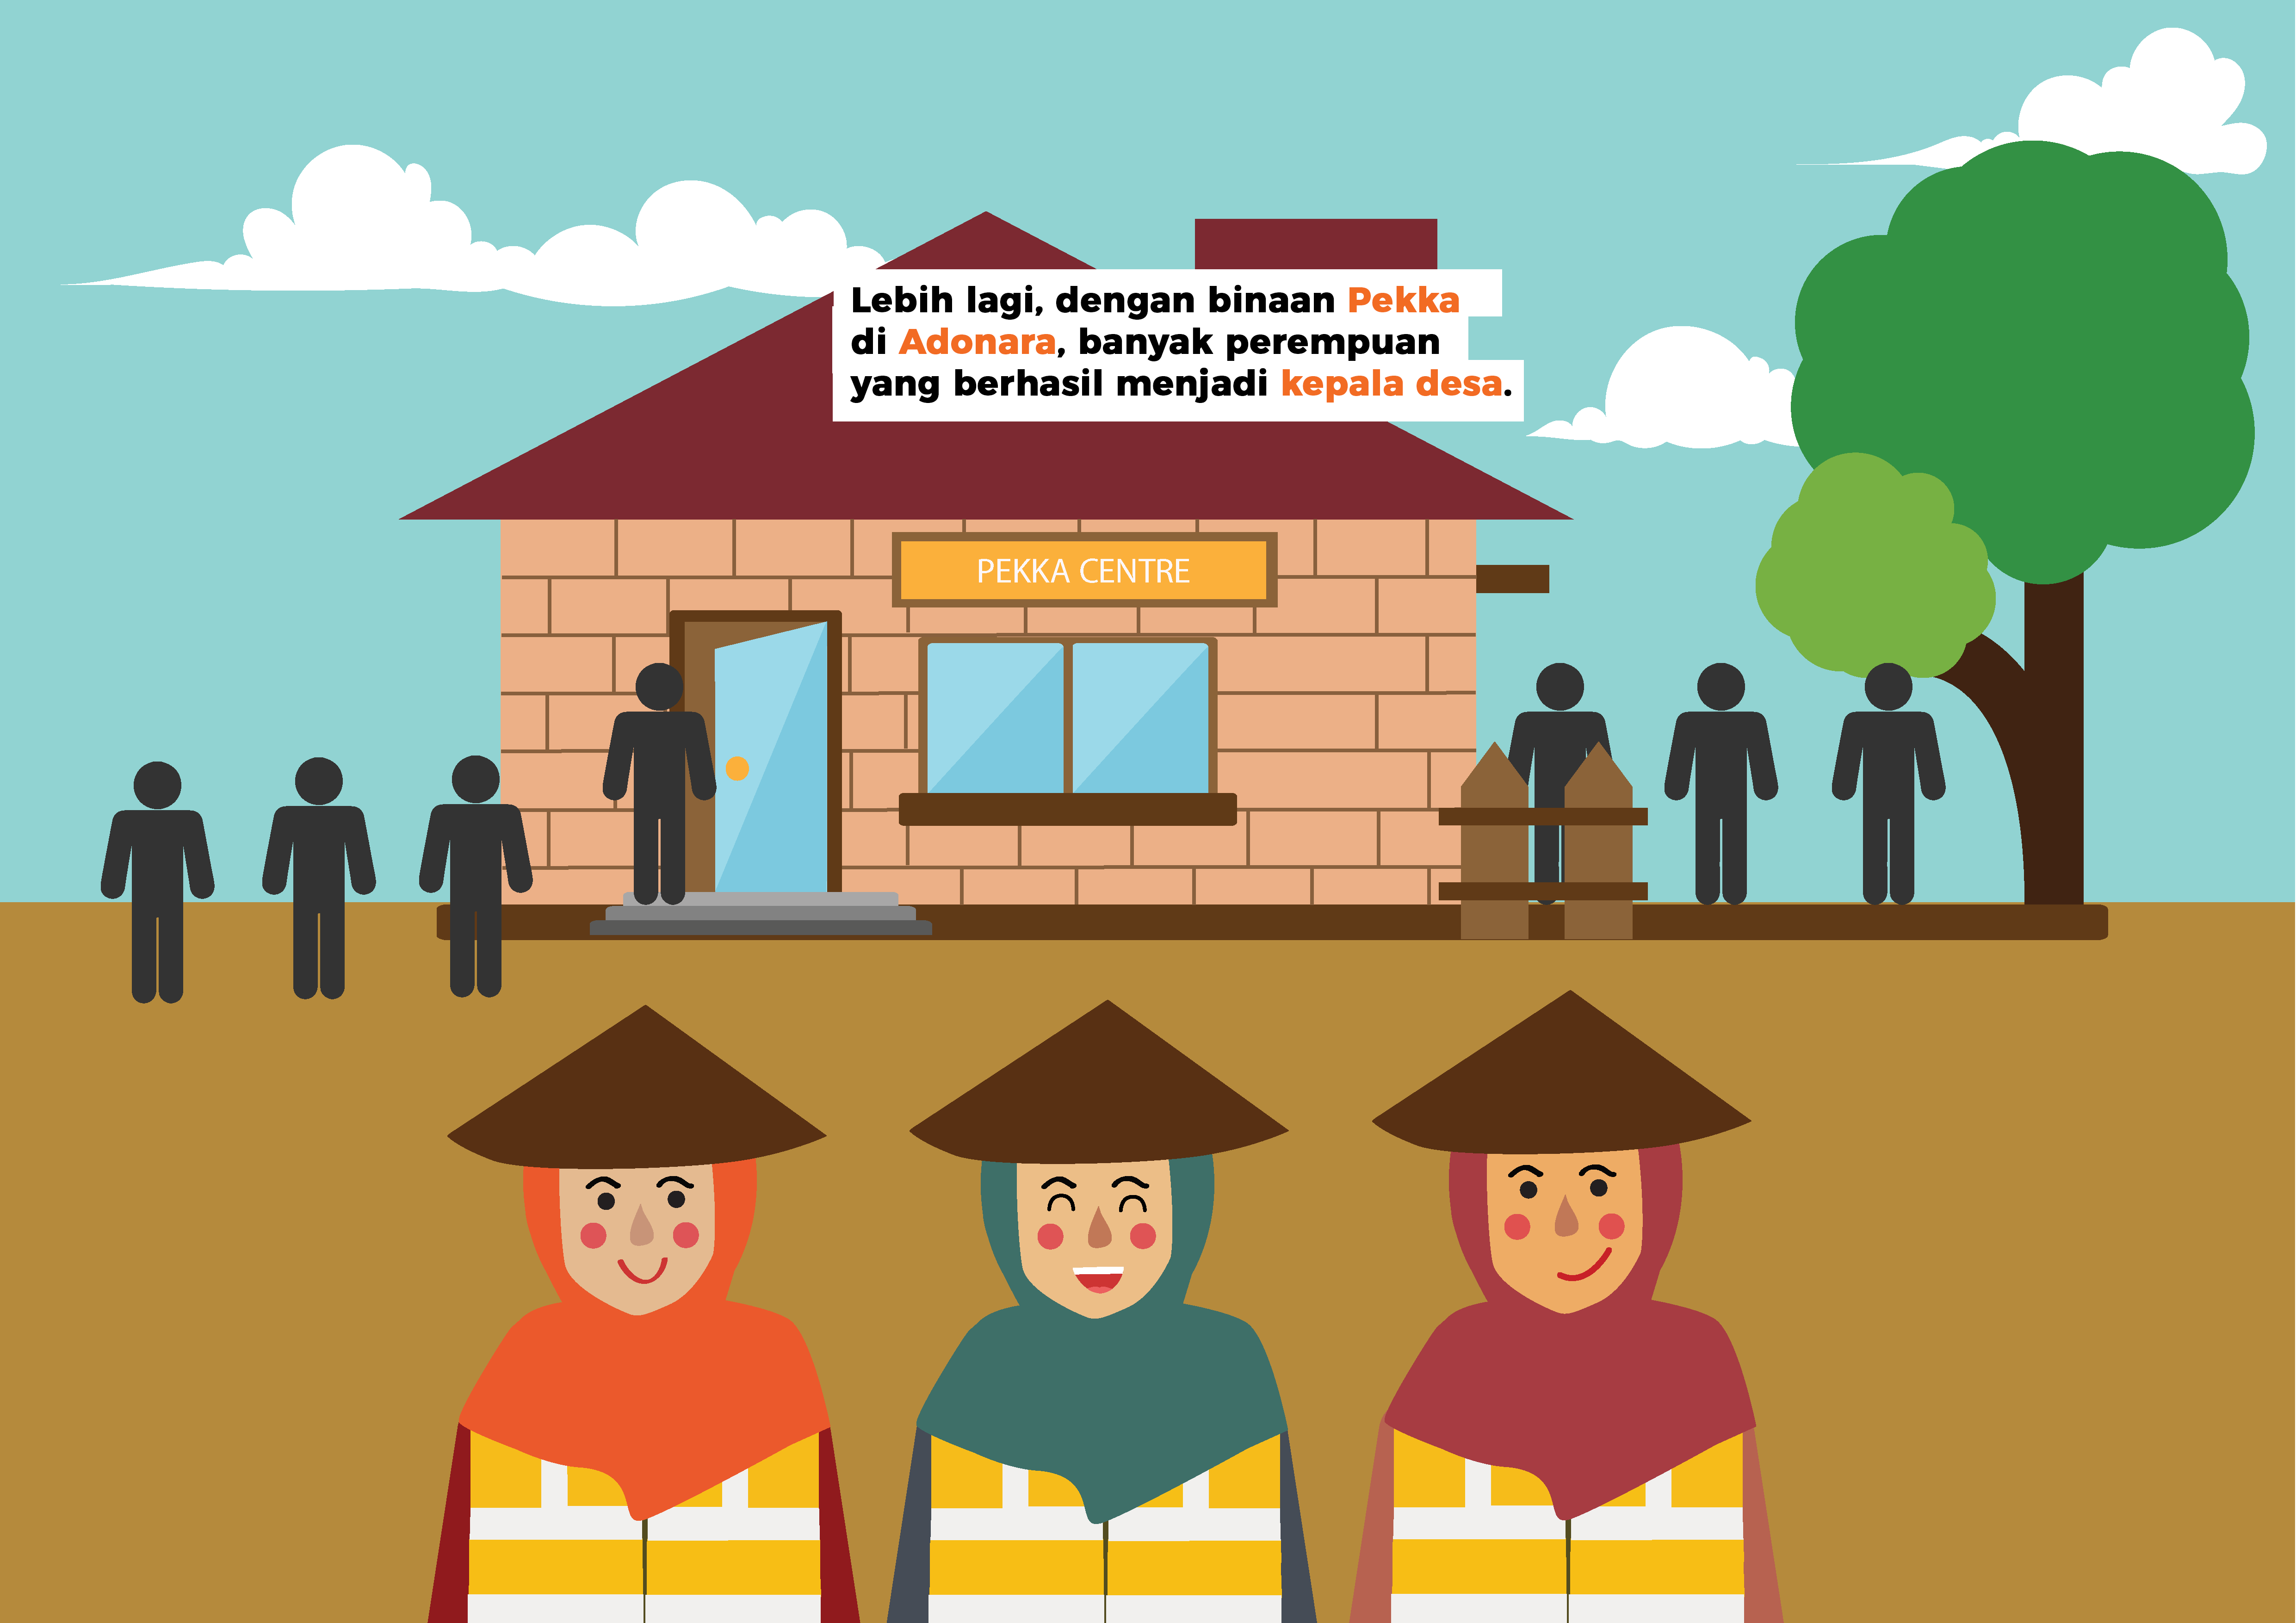 Lebih lagi, dengan binaan Pekka
di Adonara, banyak perempuan
yang berhasil menjadi kepala desa.
PEKKA CENTRE